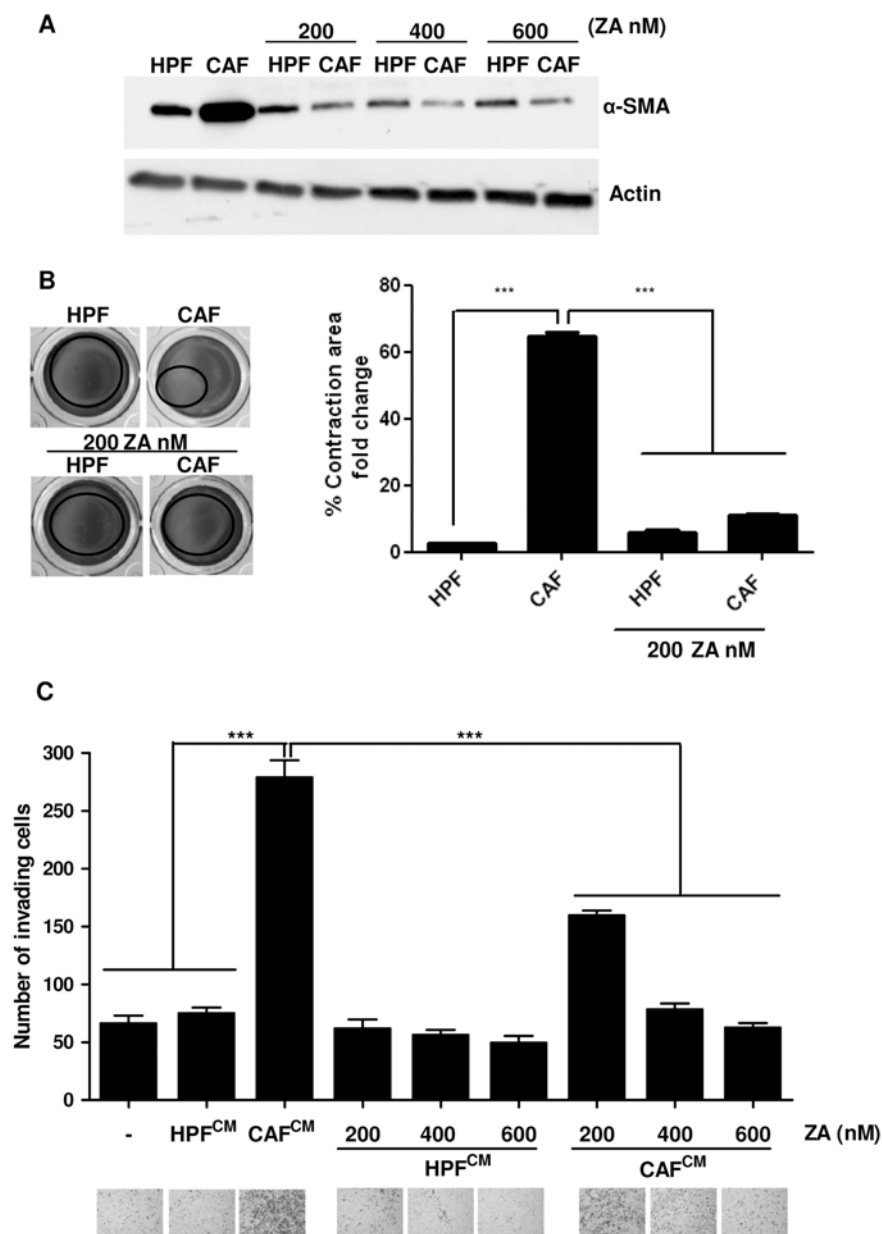 A
200 400 600 (ZA nM)
HPF CAF HPF CAF HPF CAF HPF CAF
α-SMA
Actin
B
HPF CAF
200 ZA nM
HPF CAF
% Contraction area
fold change
80
60
40
20
0
*** ***
HPF CAF HPF CAF
200 ZA nM
C
Number of invading cells
300
250
200
150
100
50
0
*** ***
- HPF^CM CAF^CM 200 400 600 200 400 600 ZA (nM)
HPF^CM CAF^CM